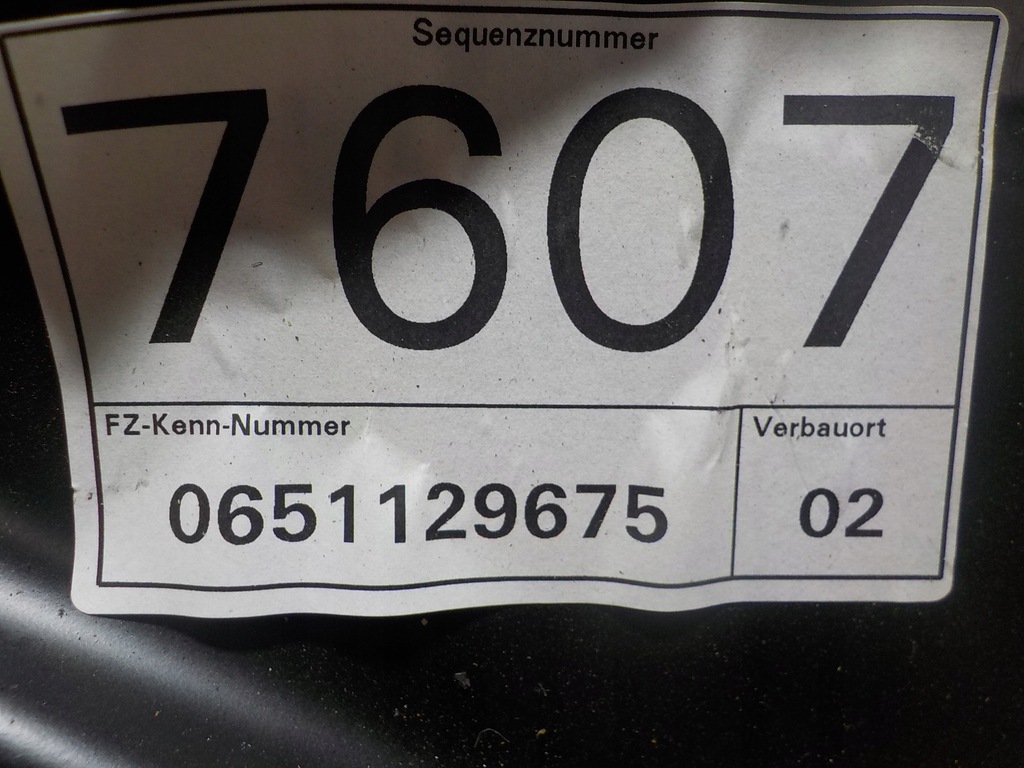 Sequenznummer
7607
FZ-Kenn-Nummer Verbauort
0651129675 02